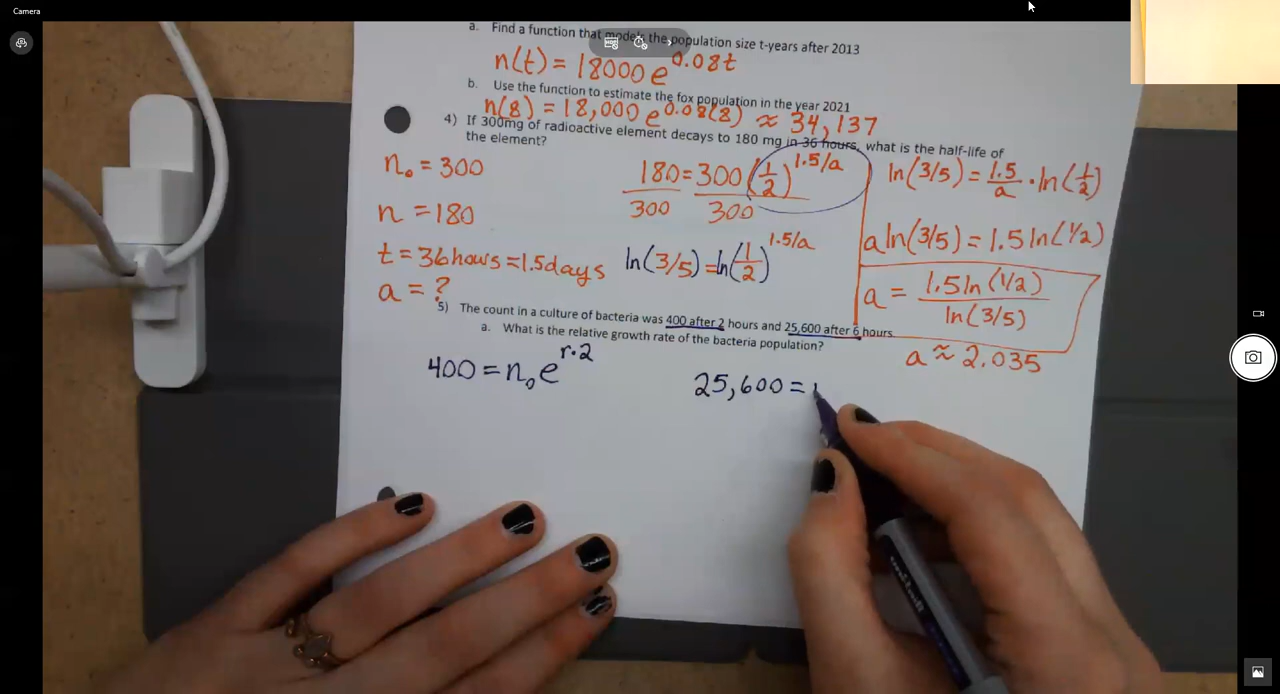 Camera
a. Find a function that models the population size t-years after 2013
n(t) = 18000 e^0.08t
b. Use the function to estimate the fox population in the year 2021
n(8) = 18,000 e^0.08(8) ≈ 34,137
4) If 300mg of radioactive element decays to 180 mg in 36 hours, what is the half-life of
the element?
n₀ = 300
n = 180
t = 36 hours = 1.5 days
a = ?
180 = 300 (1/2)^1.5/a
300 300
ln(3/5) = ln(1/2)^1.5/a
ln(3/5) = 1.5/a · ln(1/2)
a ln(3/5) = 1.5 ln(1/2)
a = 1.5 ln(1/2) / ln(3/5)
a ≈ 2.035
5) The count in a culture of bacteria was 400 after 2 hours and 25,600 after 6 hours.
a. What is the relative growth rate of the bacteria population?
400 = n₀ e^r·2
25,600 =